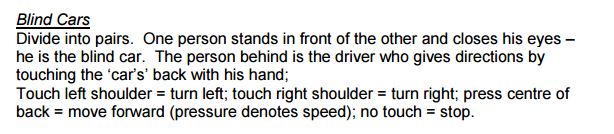 Blind Cars
Divide into pairs.  One person stands in front of the other and closes his eyes –
he is the blind car.  The person behind is the driver who gives directions by
touching the ‘car’s’ back with his hand;
Touch left shoulder = turn left; touch right shoulder = turn right; press centre of
back = move forward (pressure denotes speed); no touch = stop.